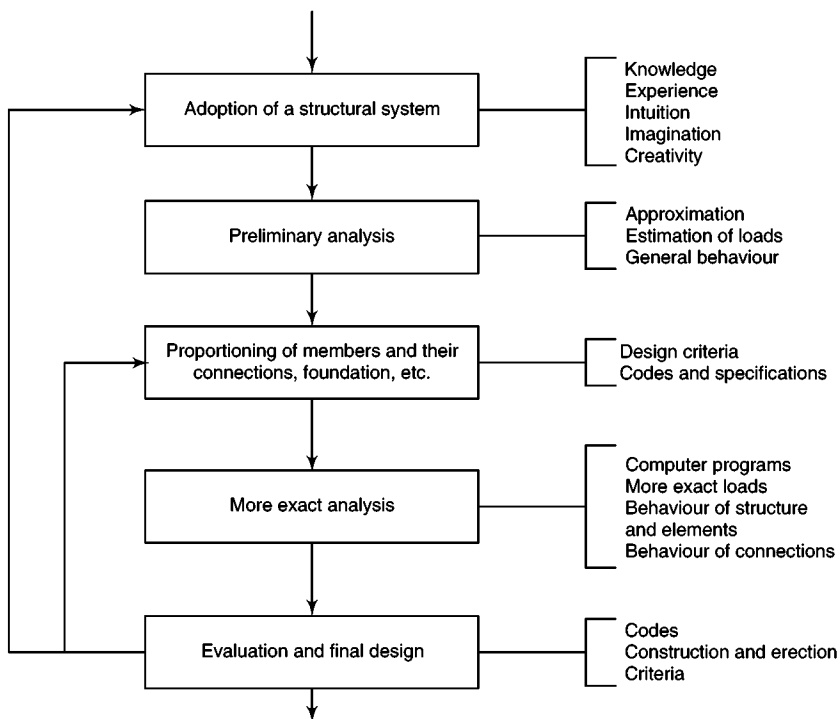 Adoption of a structural system
Knowledge
Experience
Intuition
Imagination
Creativity
Preliminary analysis
Approximation
Estimation of loads
General behaviour
Proportioning of members and their
connections, foundation, etc.
Design criteria
Codes and specifications
More exact analysis
Computer programs
More exact loads
Behaviour of structure
and elements
Behaviour of connections
Evaluation and final design
Codes
Construction and erection
Criteria